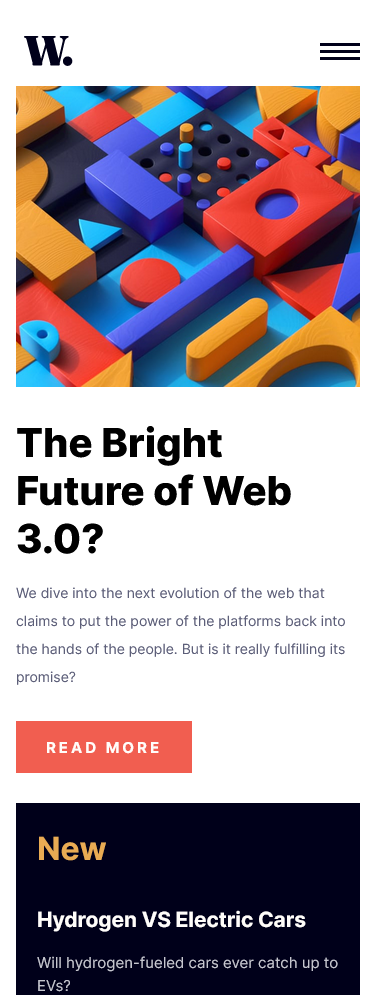 W.
The Bright
Future of Web
3.0?
We dive into the next evolution of the web that
claims to put the power of the platforms back into
the hands of the people. But is it really fulfilling its
promise?
READ MORE
New
Hydrogen VS Electric Cars
Will hydrogen-fueled cars ever catch up to
EVs?